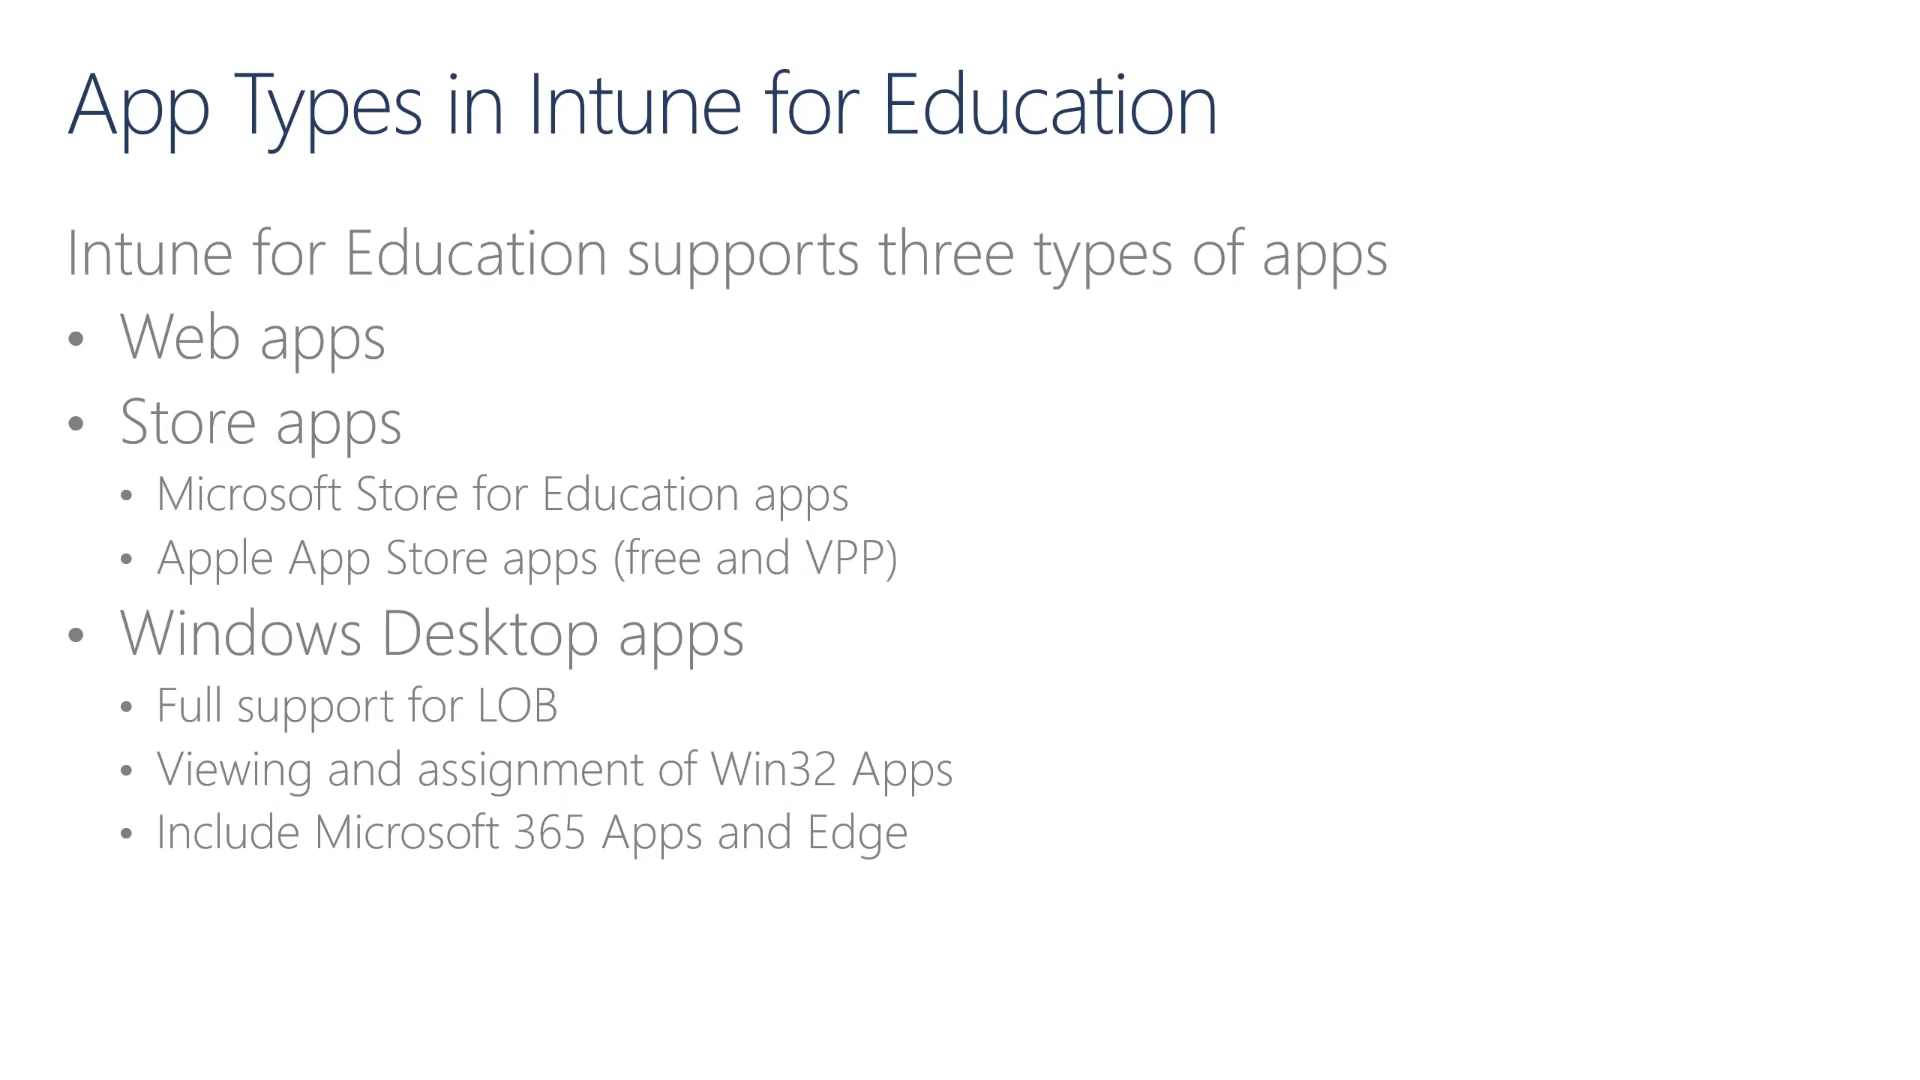 App Types in Intune for Education
Intune for Education supports three types of apps
• Web apps
• Store apps
• Microsoft Store for Education apps
• Apple App Store apps (free and VPP)
• Windows Desktop apps
• Full support for LOB
• Viewing and assignment of Win32 Apps
• Include Microsoft 365 Apps and Edge